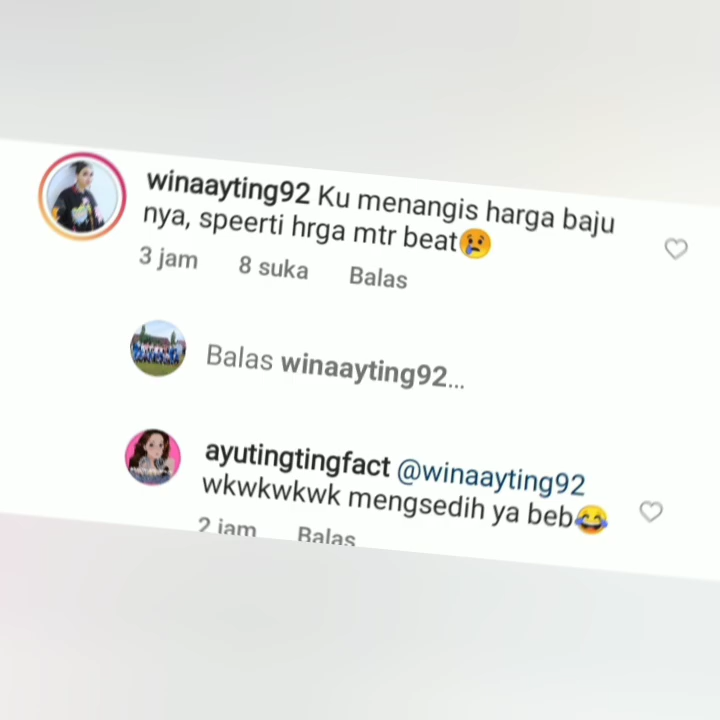 winaayting92 Ku menangis harga baju
nya, speerti hrga mtr beat😢
3 jam 8 suka Balas
Balas winaayting92...
ayutingtingfact @winaayting92
wkwkwkwk mengsedih ya beb😂
2 jam Balas